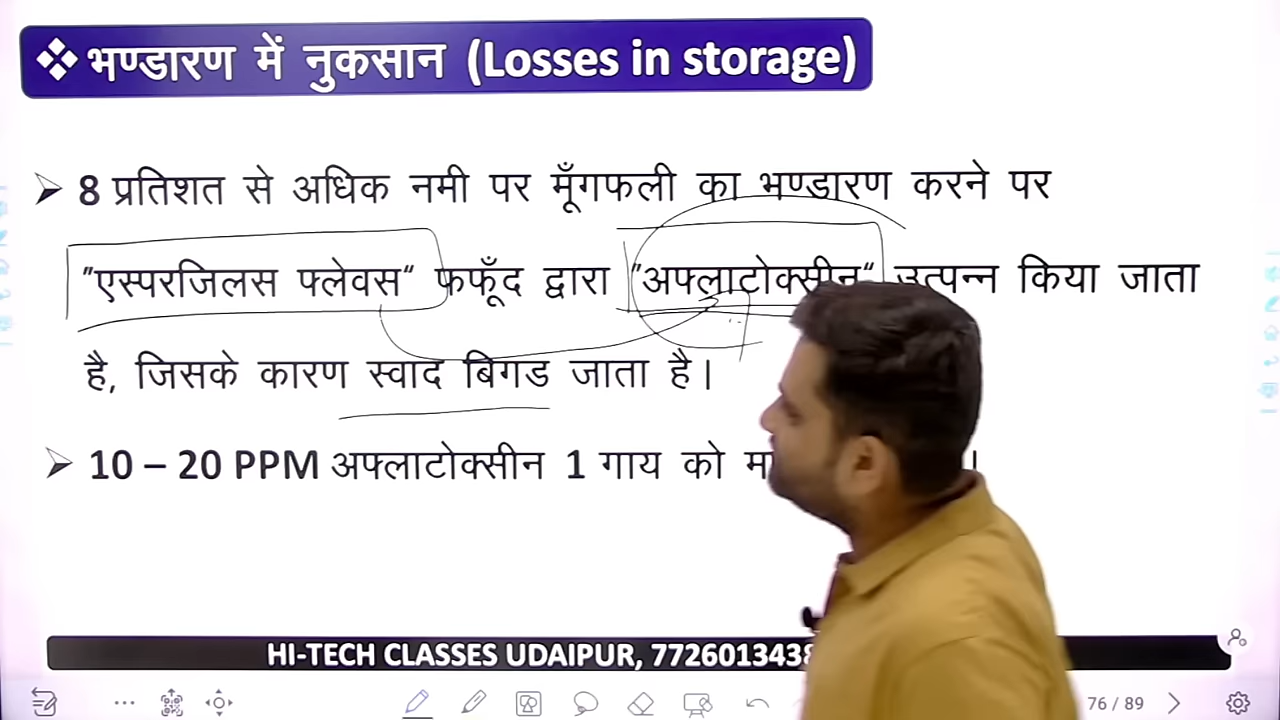 ❖ भण्डारण में नुकसान (Losses in storage)
➢ 8 प्रतिशत से अधिक नमी पर मूँगफली का भण्डारण करने पर
"एस्परजिलस फ्लेवस" फफूँद द्वारा "अफ्लाटोक्सीन" उत्पन्न किया जाता
है, जिसके कारण स्वाद बिगड जाता है।
➢ 10 – 20 PPM अफ्लाटोक्सीन 1 गाय को
HI-TECH CLASSES UDAIPUR, 7726013438
76 / 89